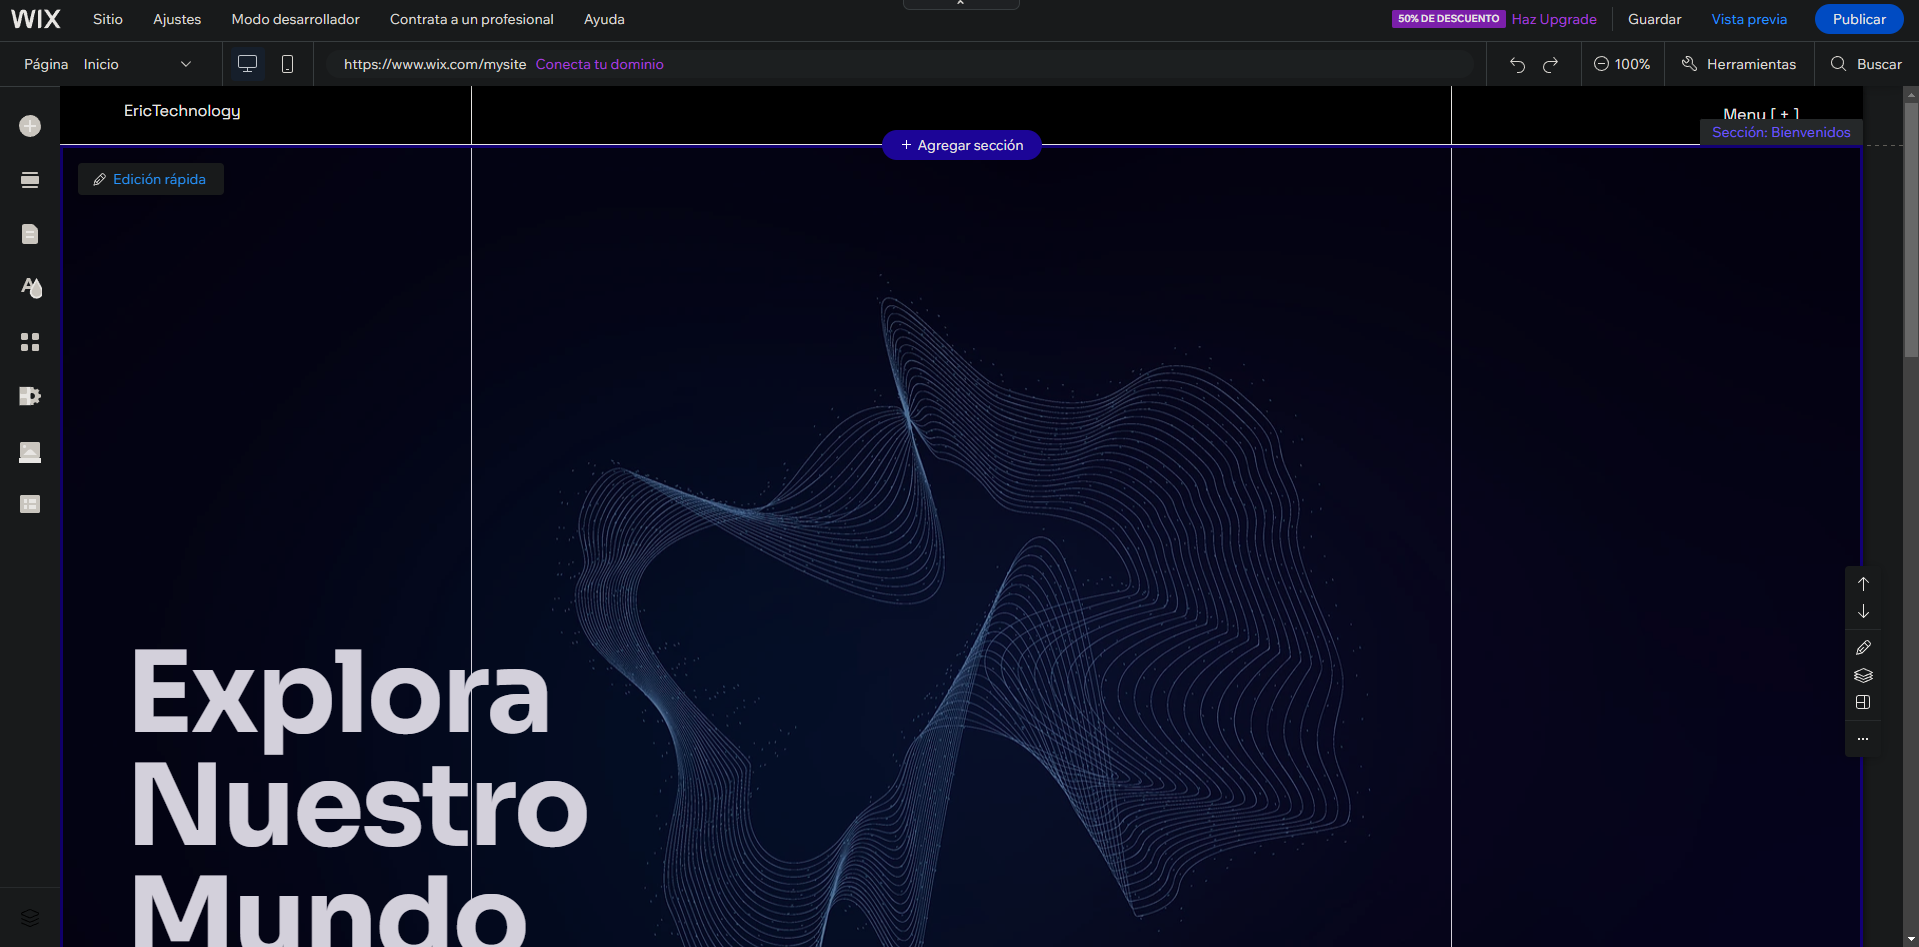 WIX Sitio Ajustes Modo desarrollador Contrata a un profesional Ayuda 50% DE DESCUENTO Haz Upgrade Guardar Vista previa Publicar
Página Inicio https://www.wix.com/mysite Conecta tu dominio 100% Herramientas Buscar
EricTechnology Menu [ + ]
Sección: Bienvenidos
+ Agregar sección
Edición rápida
Explora
Nuestro
Mundo